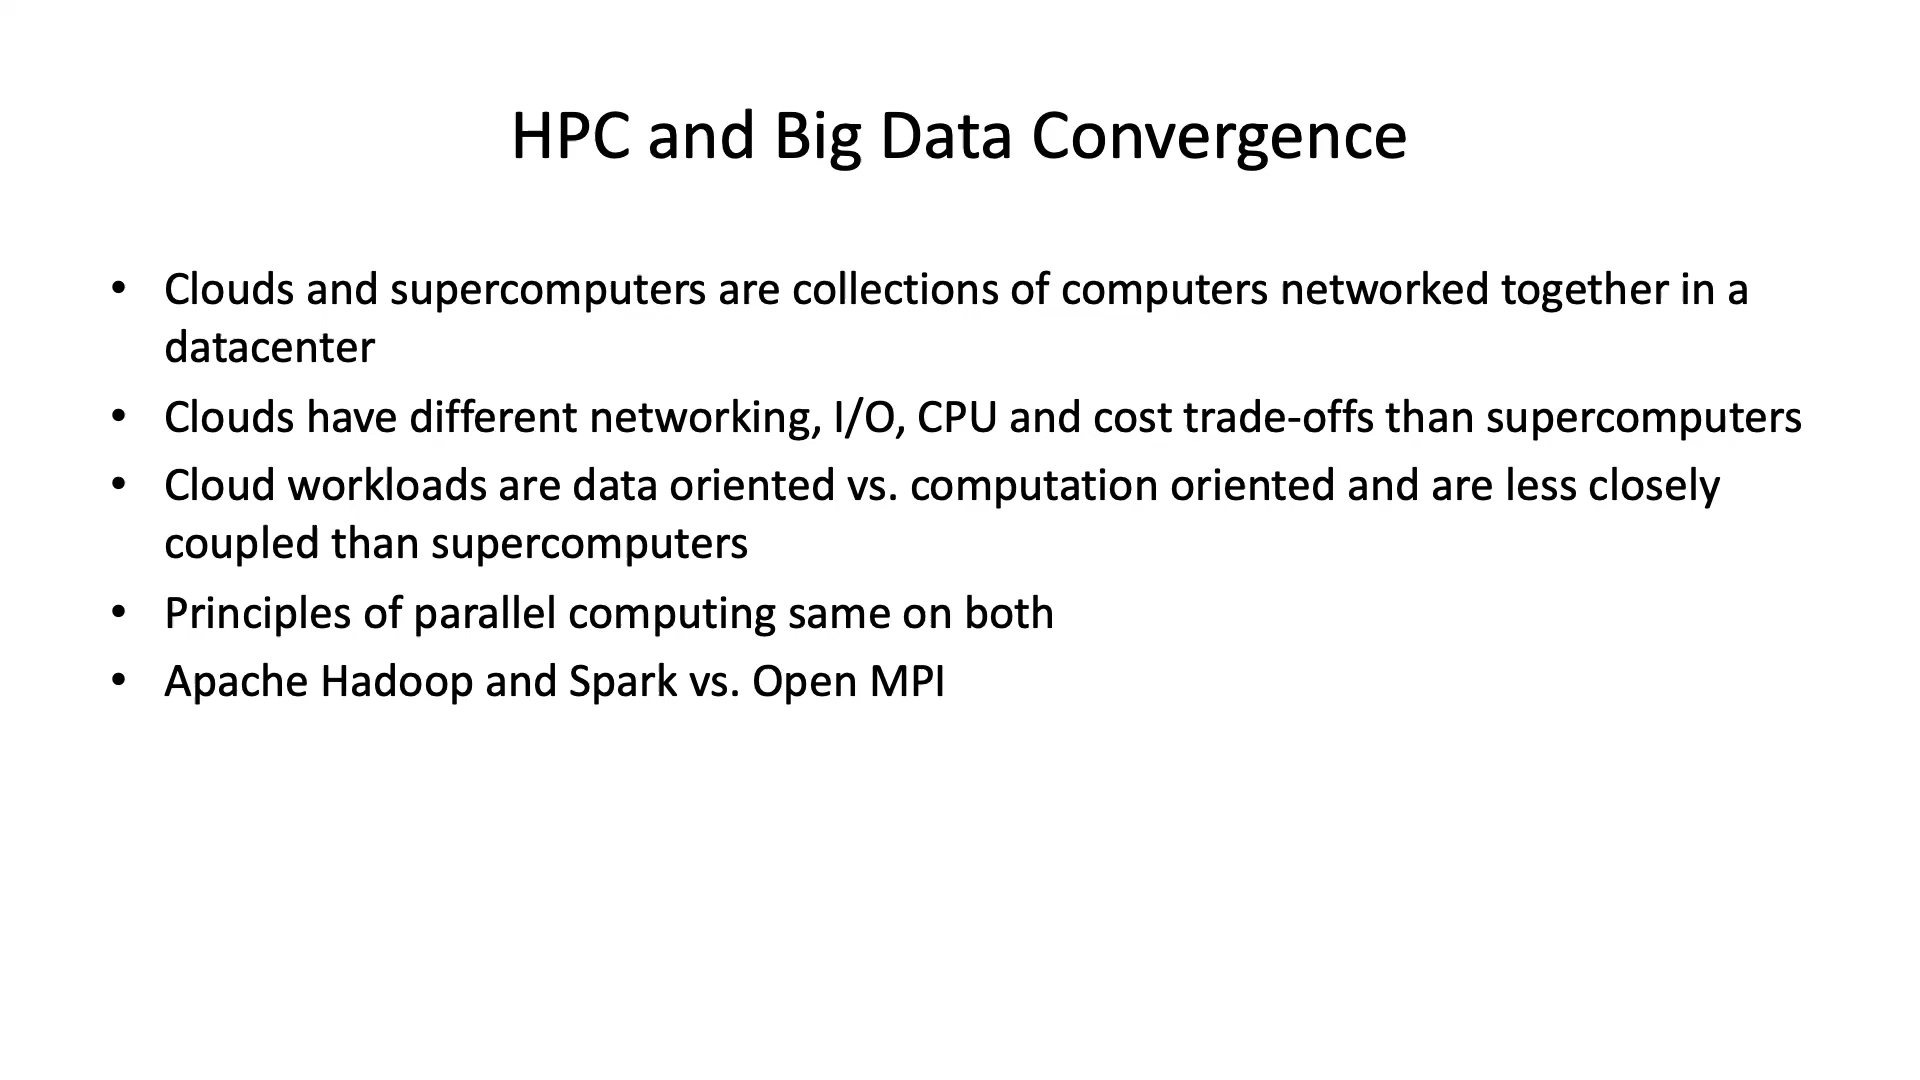 HPC and Big Data Convergence
• Clouds and supercomputers are collections of computers networked together in a
datacenter
• Clouds have different networking, I/O, CPU and cost trade-offs than supercomputers
• Cloud workloads are data oriented vs. computation oriented and are less closely
coupled than supercomputers
• Principles of parallel computing same on both
• Apache Hadoop and Spark vs. Open MPI